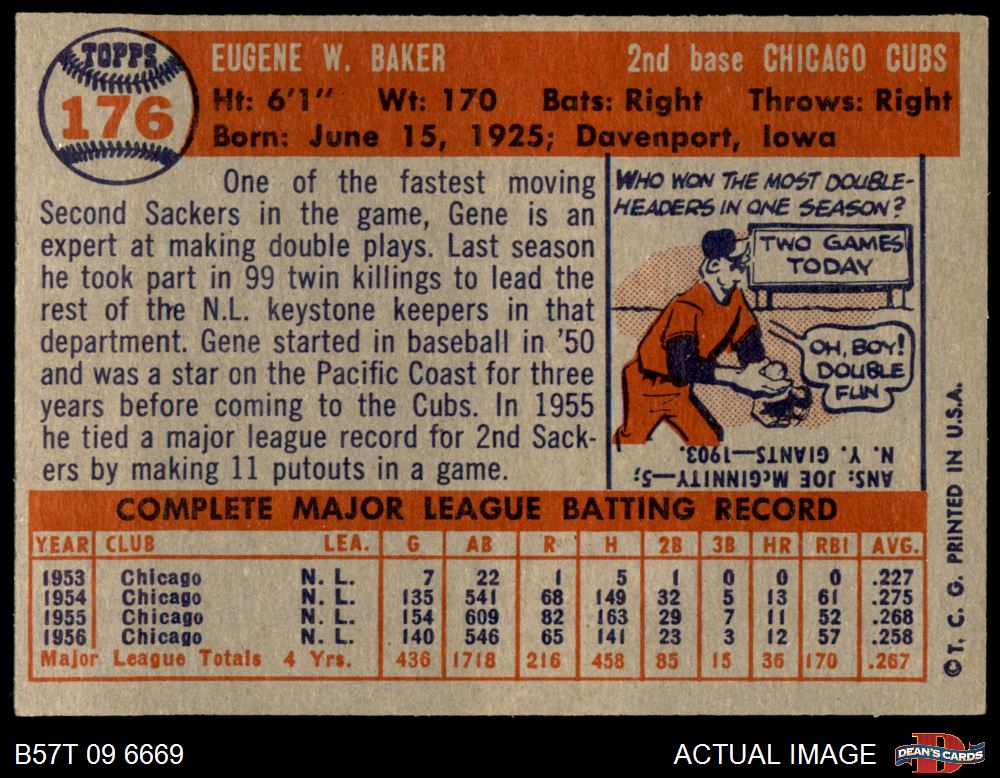 TOPPS
176
EUGENE W. BAKER 2nd base CHICAGO CUBS
Ht: 6'1" Wt: 170 Bats: Right Throws: Right
Born: June 15, 1925; Davenport, Iowa
One of the fastest moving
Second Sackers in the game, Gene is an
expert at making double plays. Last season
he took part in 99 twin killings to lead the
rest of the N.L. keystone keepers in that
department. Gene started in baseball in '50
and was a star on the Pacific Coast for three
years before coming to the Cubs. In 1955
he tied a major league record for 2nd Sack-
ers by making 11 putouts in a game.
WHO WON THE MOST DOUBLE-
HEADERS IN ONE SEASON?
TWO GAMES
TODAY
OH, BOY!
DOUBLE
FUN
ANS: JOE McGINNITY—5;
N. Y. GIANTS—1903.
COMPLETE MAJOR LEAGUE BATTING RECORD
YEAR CLUB LEA. G AB R H 2B 3B HR RBI AVG.
1953 Chicago N. L. 7 22 1 5 1 0 0 0 .227
1954 Chicago N. L. 135 541 68 149 32 5 13 61 .275
1955 Chicago N. L. 154 609 82 163 29 7 11 52 .268
1956 Chicago N. L. 140 546 65 141 23 3 12 57 .258
Major League Totals 4 Yrs. 436 1718 216 458 85 15 36 170 .267
©T. C. G. PRINTED IN U.S.A.
B57T 09 6669 ACTUAL IMAGE
D
DEAN'S CARDS